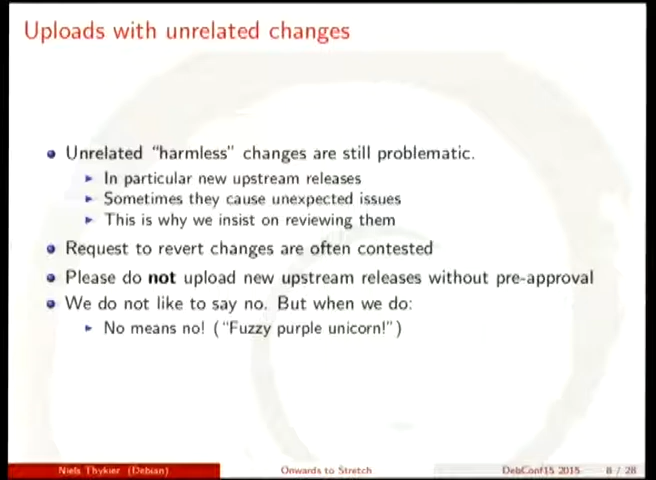 Uploads with unrelated changes
Unrelated “harmless” changes are still problematic.
In particular new upstream releases
Sometimes they cause unexpected issues
This is why we insist on reviewing them
Request to revert changes are often contested
Please do not upload new upstream releases without pre-approval
We do not like to say no. But when we do:
No means no! (“Fuzzy purple unicorn!”)
Niels Thykier (Debian) Onwards to Stretch DebConf15 2015 8 / 28